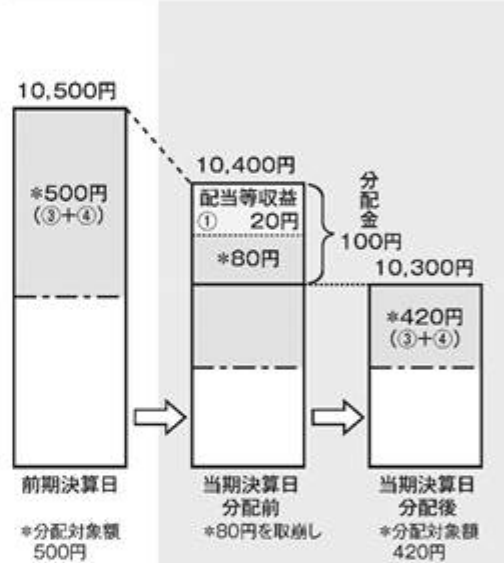 10,500円
*500円
(③+④)
前期決算日
*分配対象額
500円
10,400円
配当等収益
① 20円
*80円
分配金
100円
当期決算日
分配前
*80円を取崩し
10,300円
*420円
(③+④)
当期決算日
分配後
*分配対象額
420円